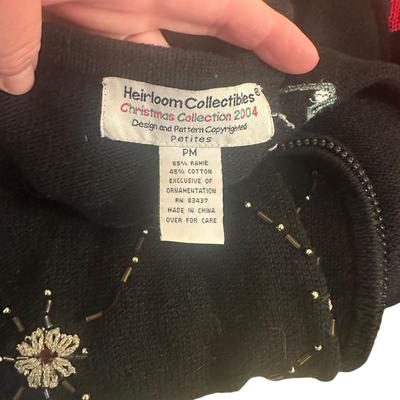 Heirloom Collectibles®
Christmas Collection 2004
Design and Pattern Copyrighted
Petites
PM
55% RAMIE
45% COTTON
EXCLUSIVE OF
ORNAMENTATION
RN 83437
MADE IN CHINA
OVER FOR CARE